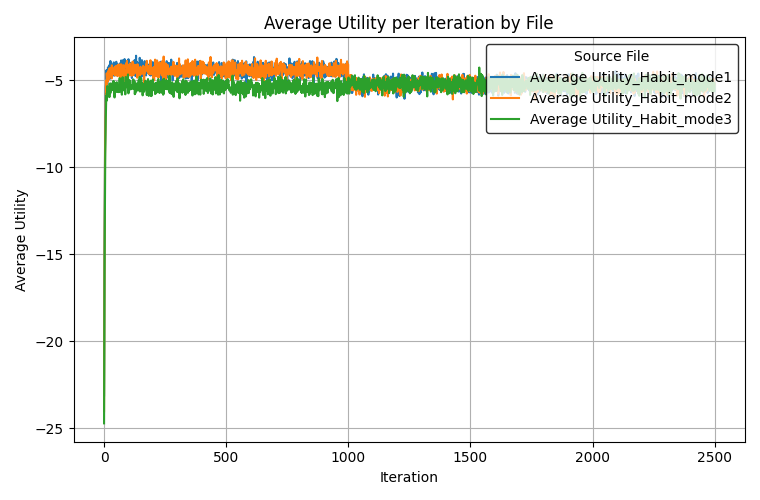 Average Utility per Iteration by File
Source File
Average Utility_Habit_mode1
Average Utility_Habit_mode2
Average Utility_Habit_mode3
Average Utility
−5
−10
−15
−20
−25
0 500 1000 1500 2000 2500
Iteration